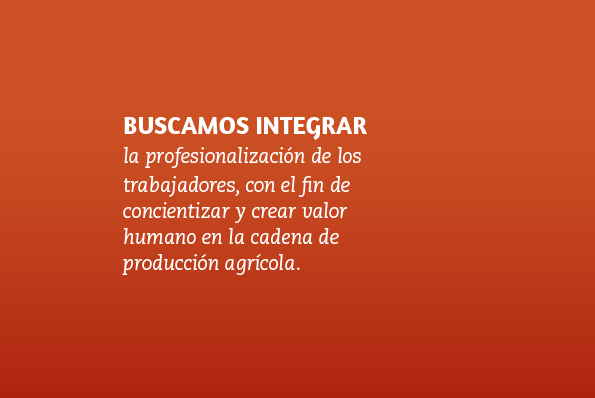 BUSCAMOS INTEGRAR
la profesionalización de los
trabajadores, con el fin de
concientizar y crear valor
humano en la cadena de
producción agrícola.